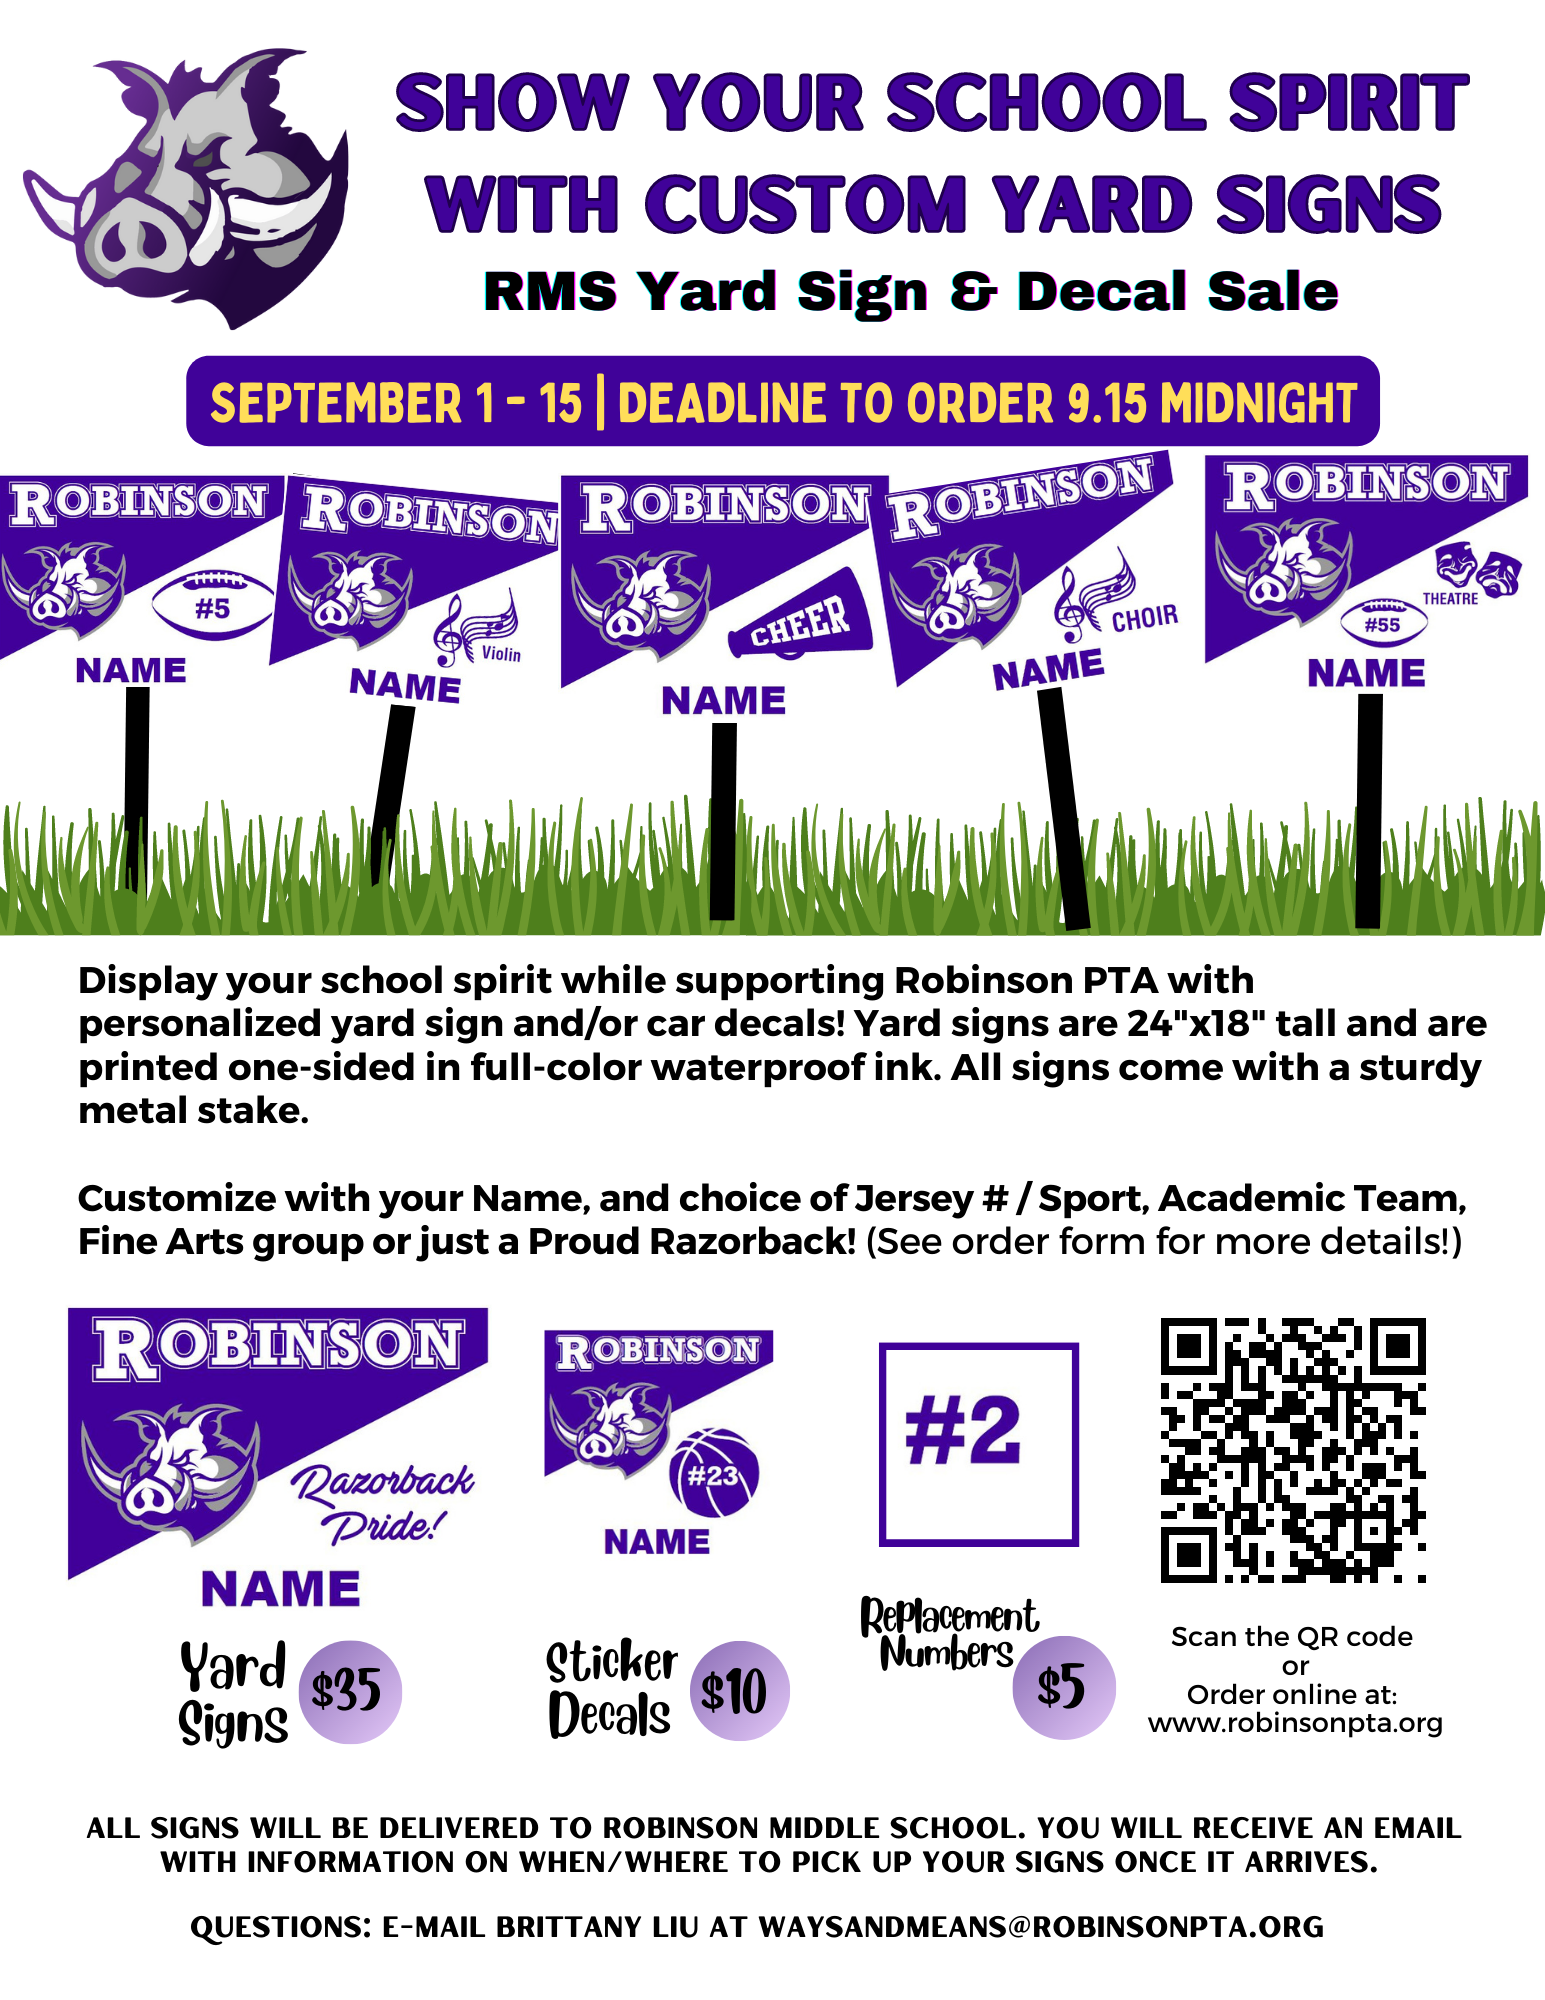 SHOW YOUR SCHOOL SPIRIT
WITH CUSTOM YARD SIGNS
RMS Yard Sign & Decal Sale
SEPTEMBER 1 - 15 | DEADLINE TO ORDER 9.15 MIDNIGHT
ROBINSON
#5
NAME
ROBINSON
Violin
NAME
ROBINSON
CHEER
NAME
ROBINSON
CHOIR
NAME
ROBINSON
THEATRE
#55
NAME
Display your school spirit while supporting Robinson PTA with
personalized yard sign and/or car decals! Yard signs are 24"x18" tall and are
printed one-sided in full-color waterproof ink. All signs come with a sturdy
metal stake.
Customize with your Name, and choice of Jersey # / Sport, Academic Team,
Fine Arts group or just a Proud Razorback! (See order form for more details!)
ROBINSON
Razorback
Pride!
NAME
Yard
Signs
$35
ROBINSON
#23
NAME
Sticker
Decals
$10
#2
Replacement
Numbers
$5
Scan the QR code
or
Order online at:
www.robinsonpta.org
ALL SIGNS WILL BE DELIVERED TO ROBINSON MIDDLE SCHOOL. YOU WILL RECEIVE AN EMAIL
WITH INFORMATION ON WHEN/WHERE TO PICK UP YOUR SIGNS ONCE IT ARRIVES.
QUESTIONS: E-MAIL BRITTANY LIU AT WAYSANDMEANS@ROBINSONPTA.ORG